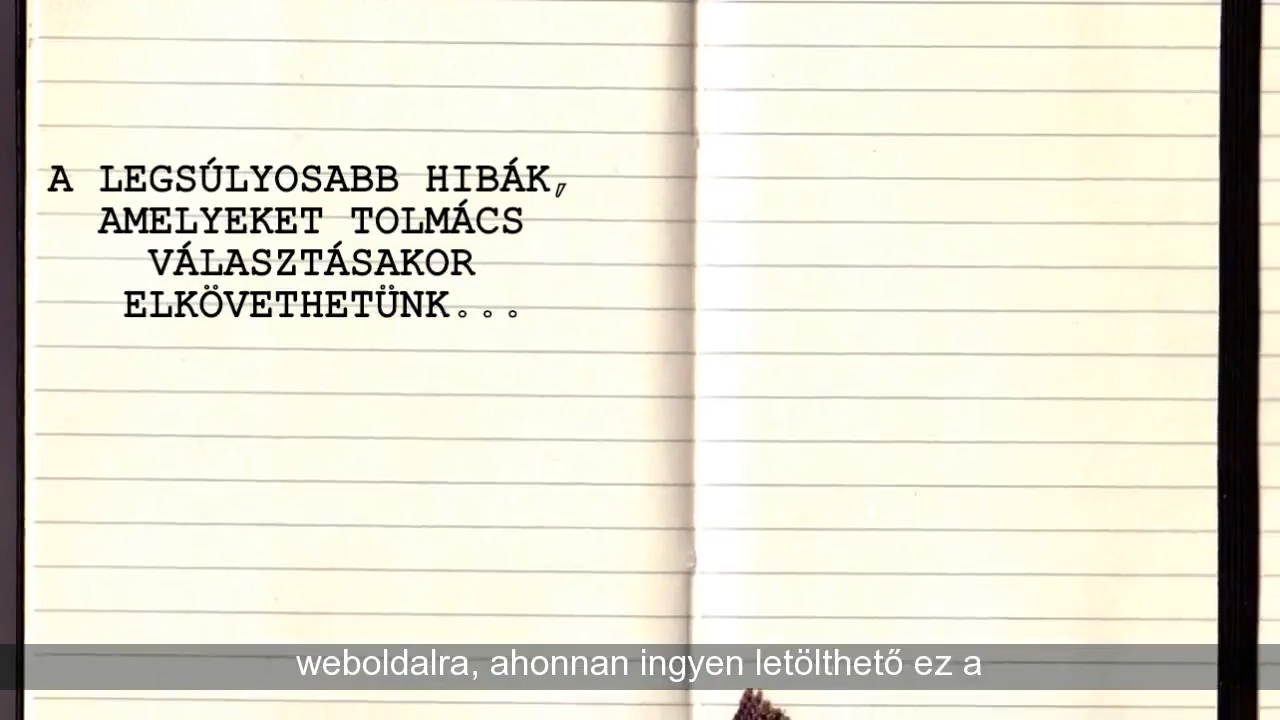 A LEGSÚLYOSABB HIBÁK,
AMELYEKET TOLMÁCS
VÁLASZTÁSAKOR
ELKÖVETHETÜNK...
weboldalra, ahonnan ingyen letölthető ez a